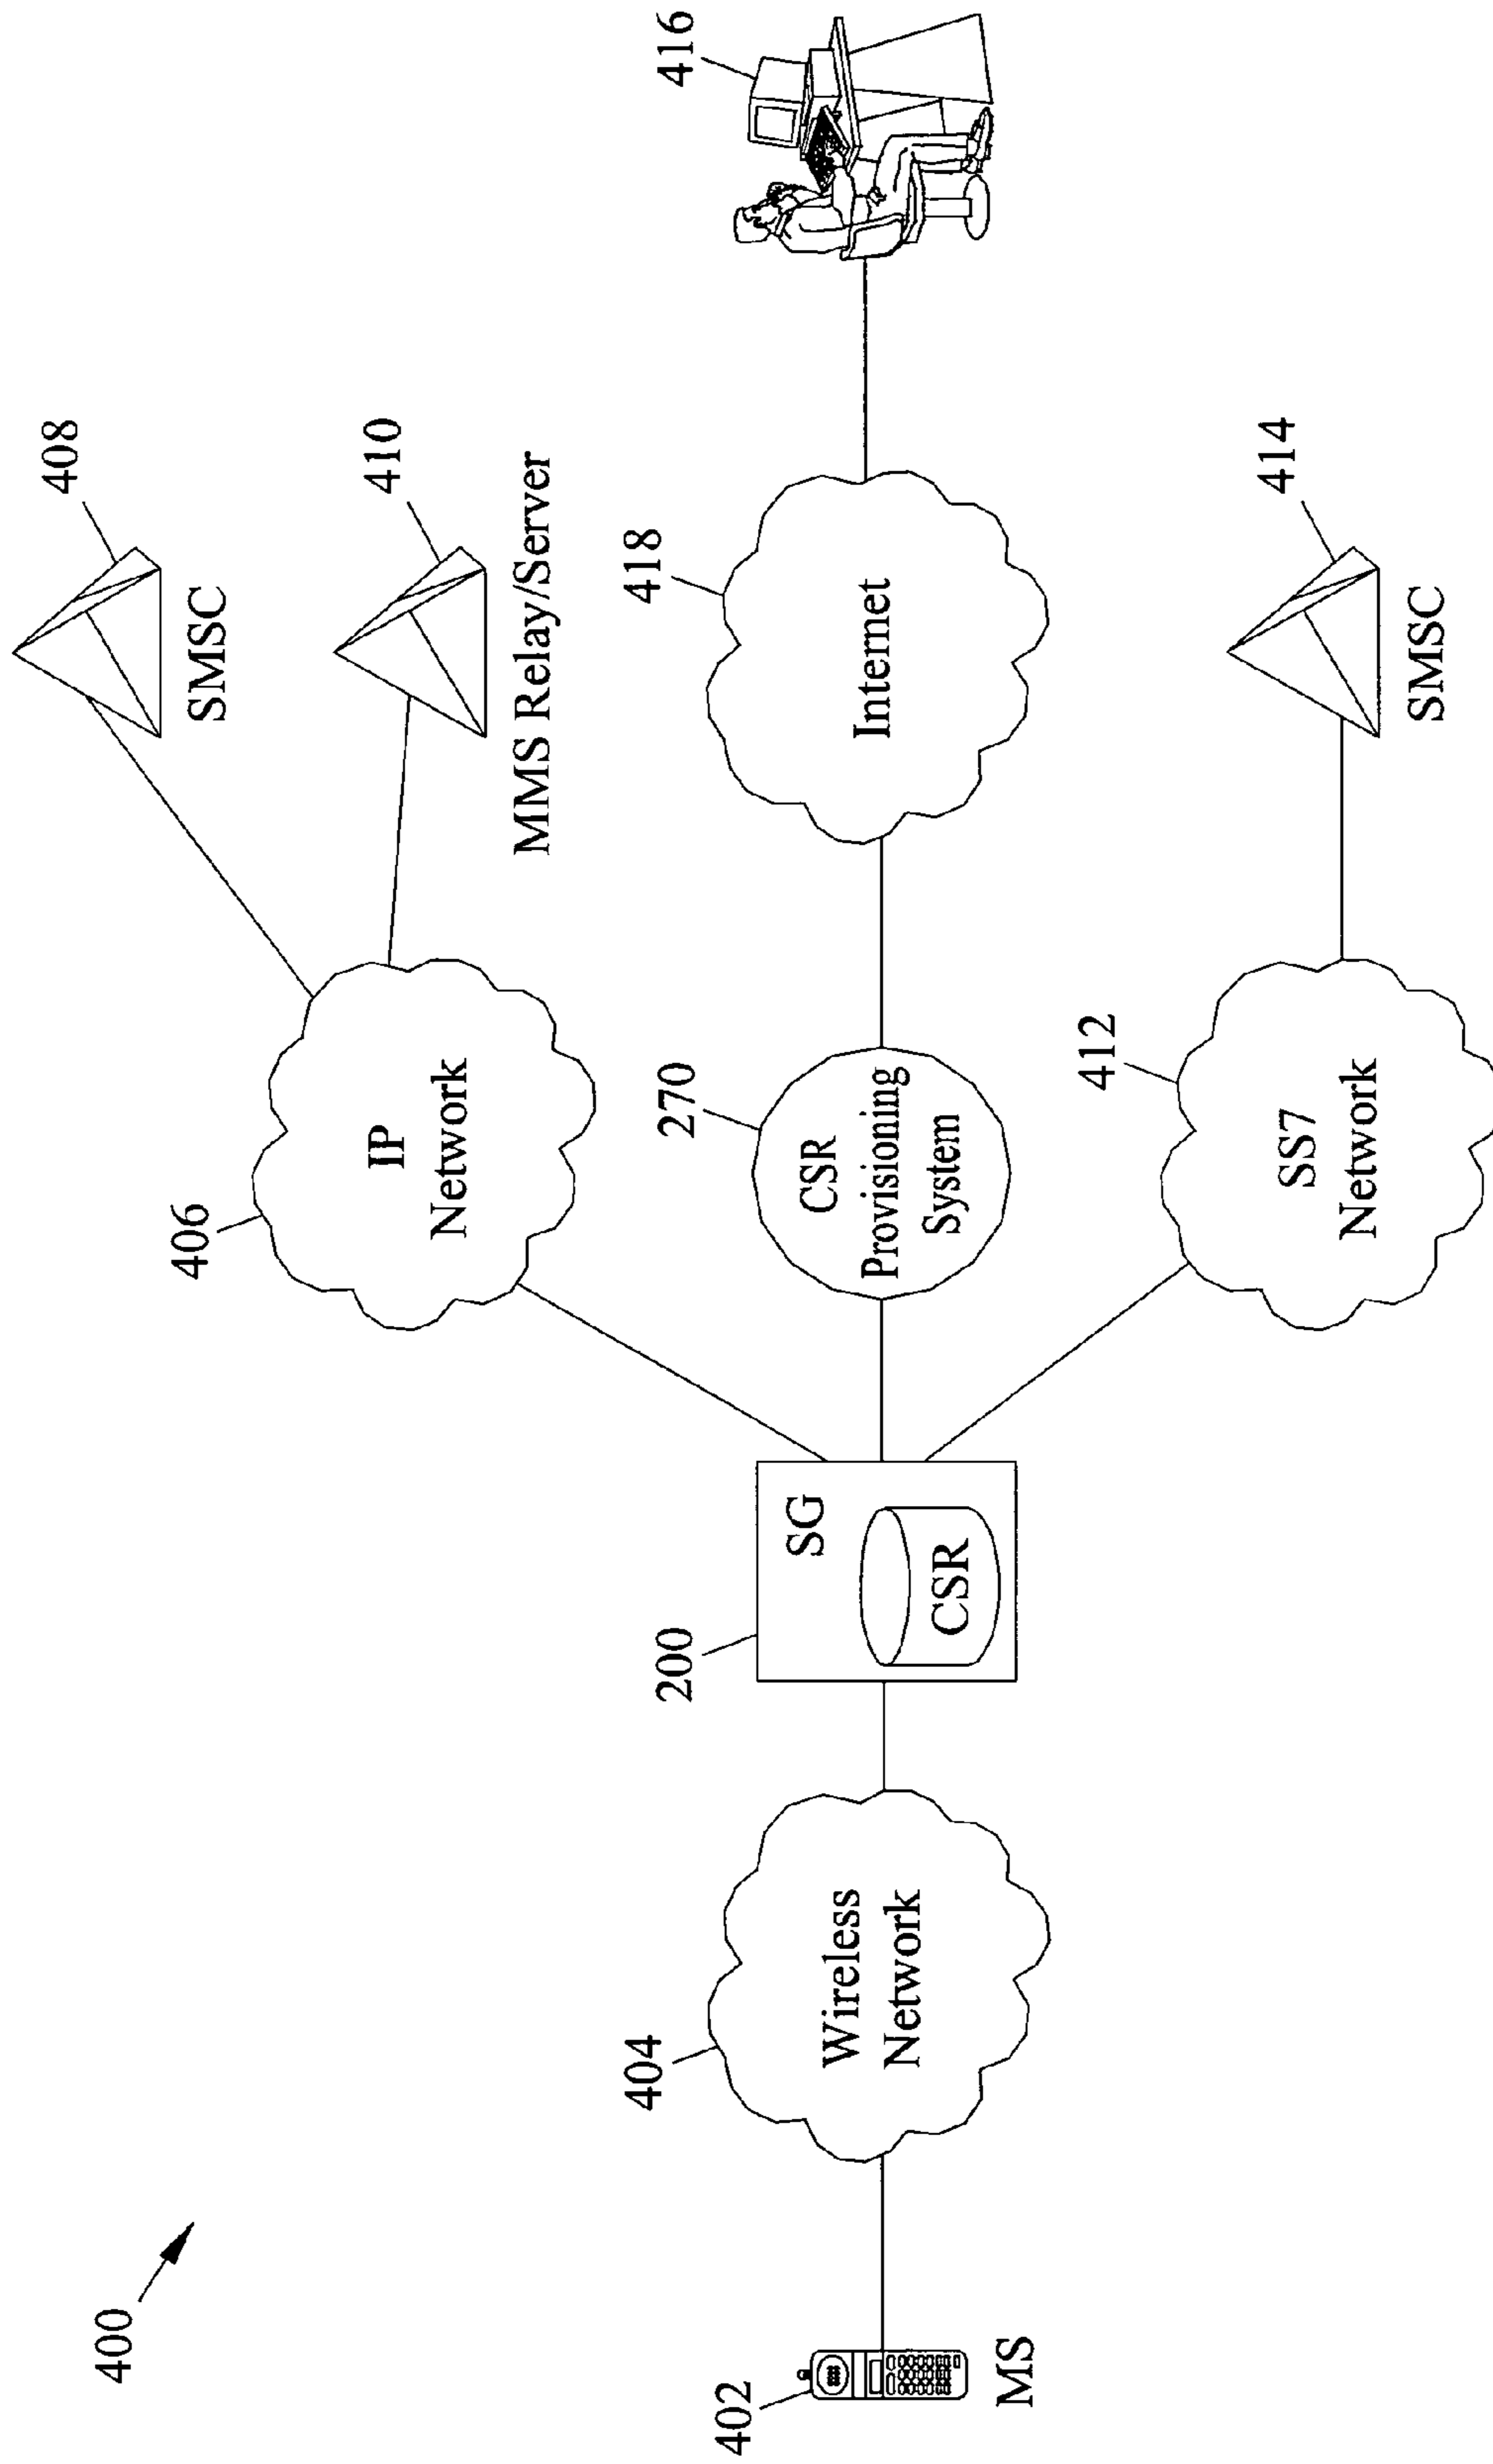 400
408
SMSC
406
IP
Network
410
MMS Relay/Server
402
MS
404
Wireless
Network
200
SG
CSR
270
CSR
Provisioning
System
418
Internet
416
412
SS7
Network
414
SMSC